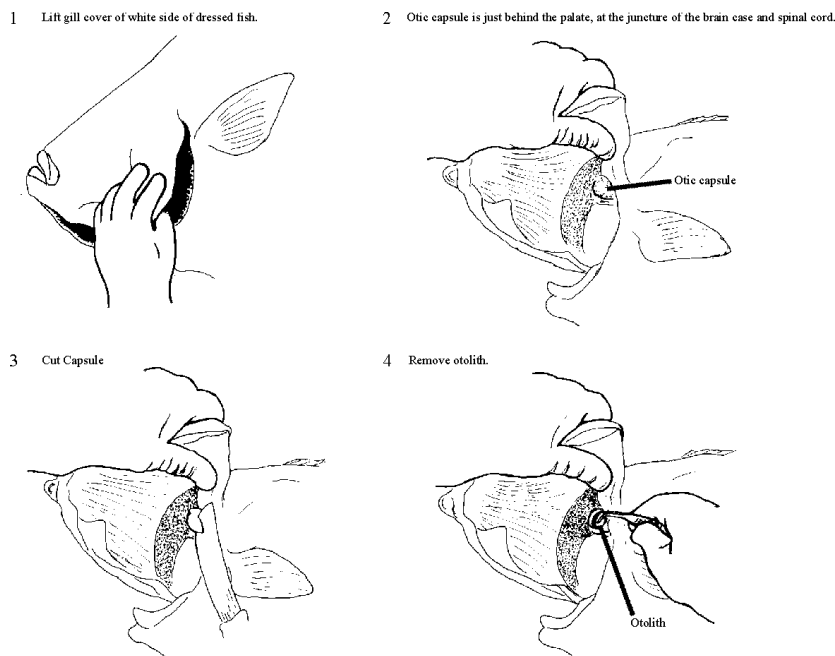 1 Lift gill cover of white side of dressed fish.
2 Otic capsule is just behind the palate, at the juncture of the brain case and spinal cord.
Otic capsule
3 Cut Capsule
4 Remove otolith.
Otolith